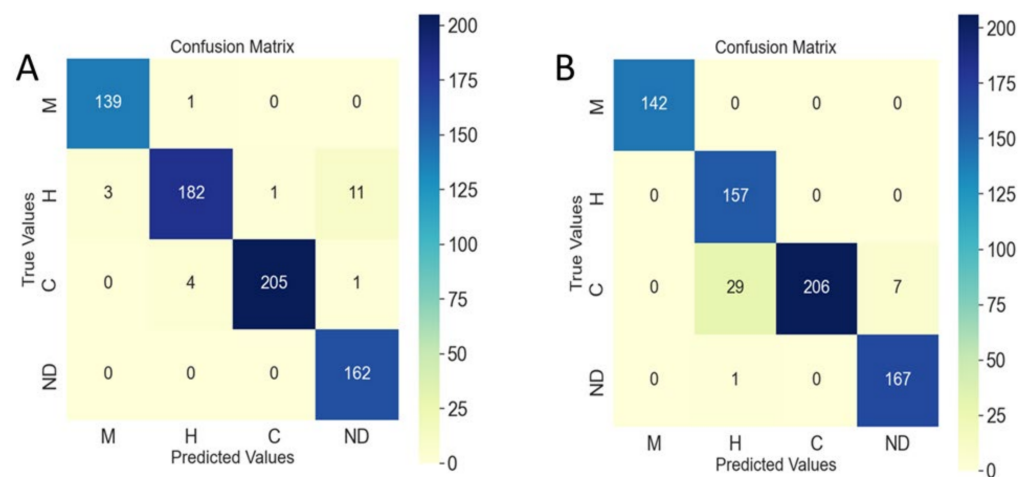 A
Confusion Matrix
M 139 1 0 0
H 3 182 1 11
C 0 4 205 1
ND 0 0 0 162
M H C ND
True Values
Predicted Values
200
175
150
125
100
75
50
25
0
B
Confusion Matrix
M 142 0 0 0
H 0 157 0 0
C 0 29 206 7
ND 0 1 0 167
M H C ND
True Values
Predicted Values
200
175
150
125
100
75
50
25
0